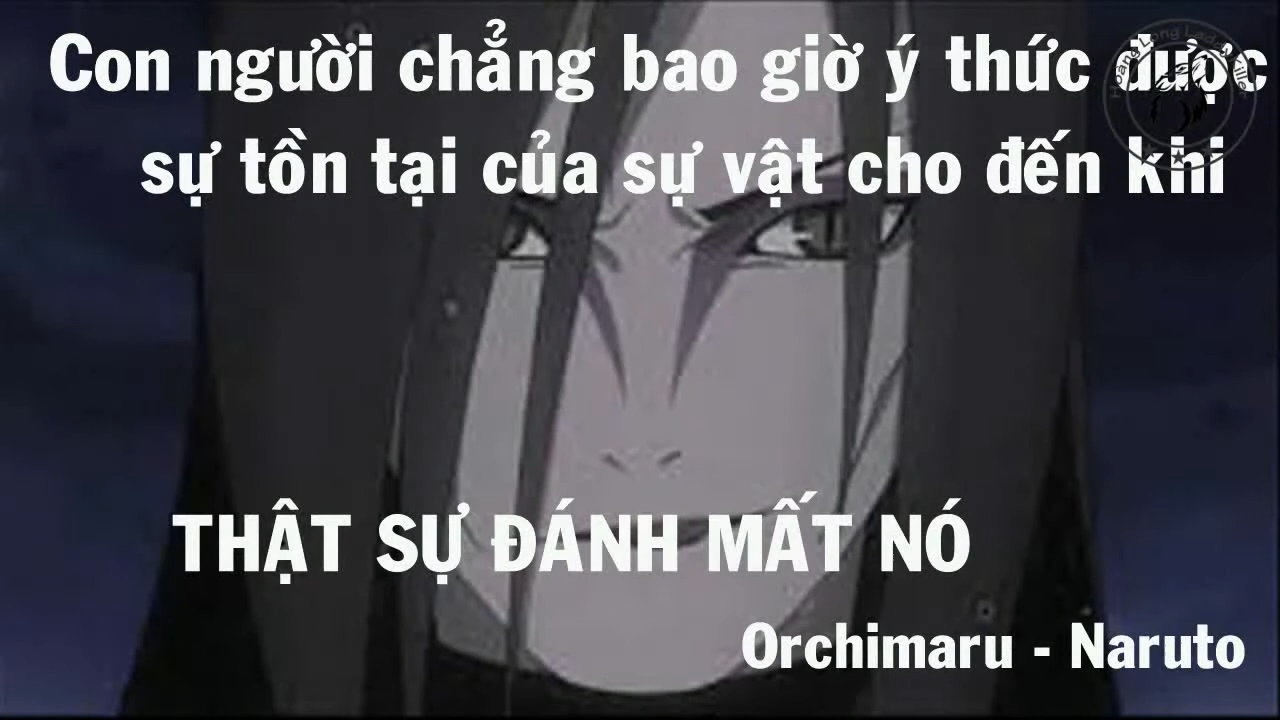 Con người chẳng bao giờ ý thức được
sự tồn tại của sự vật cho đến khi
THẬT SỰ ĐÁNH MẤT NÓ
Orchimaru - Naruto